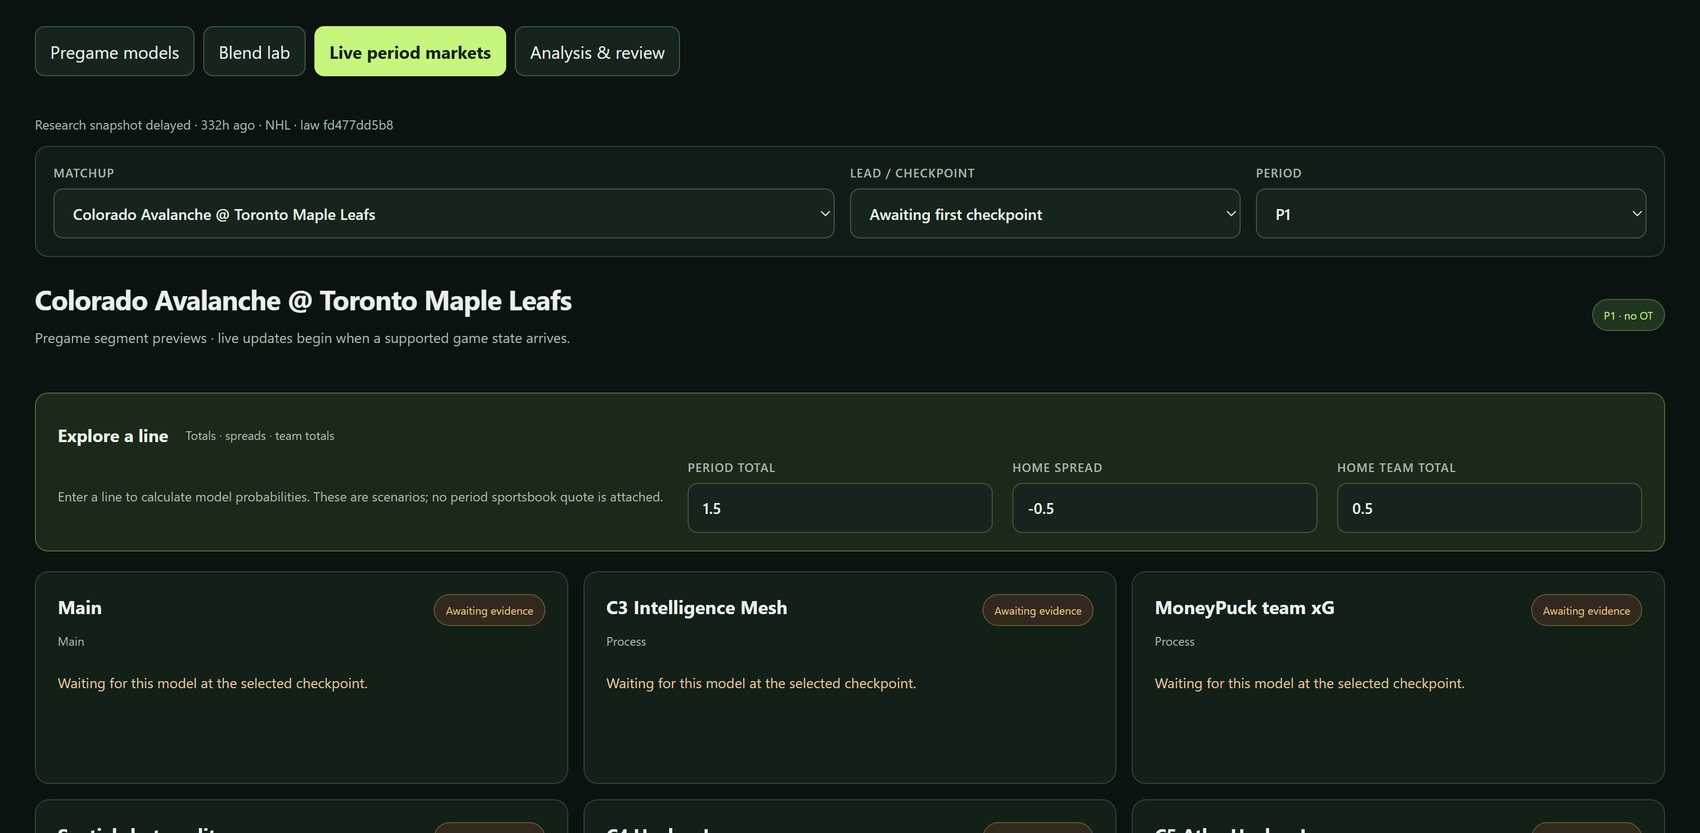 Pregame models
Blend lab
Live period markets
Analysis & review
Research snapshot delayed · 332h ago · NHL · law fd477dd5b8
MATCHUP
LEAD / CHECKPOINT
PERIOD
Colorado Avalanche @ Toronto Maple Leafs
Awaiting first checkpoint
P1
Colorado Avalanche @ Toronto Maple Leafs
P1 · no OT
Pregame segment previews · live updates begin when a supported game state arrives.
Explore a line
Totals · spreads · team totals
PERIOD TOTAL
HOME SPREAD
HOME TEAM TOTAL
Enter a line to calculate model probabilities. These are scenarios; no period sportsbook quote is attached.
1.5
-0.5
0.5
Main
Awaiting evidence
Main
Waiting for this model at the selected checkpoint.
C3 Intelligence Mesh
Awaiting evidence
Process
Waiting for this model at the selected checkpoint.
MoneyPuck team xG
Awaiting evidence
Process
Waiting for this model at the selected checkpoint.